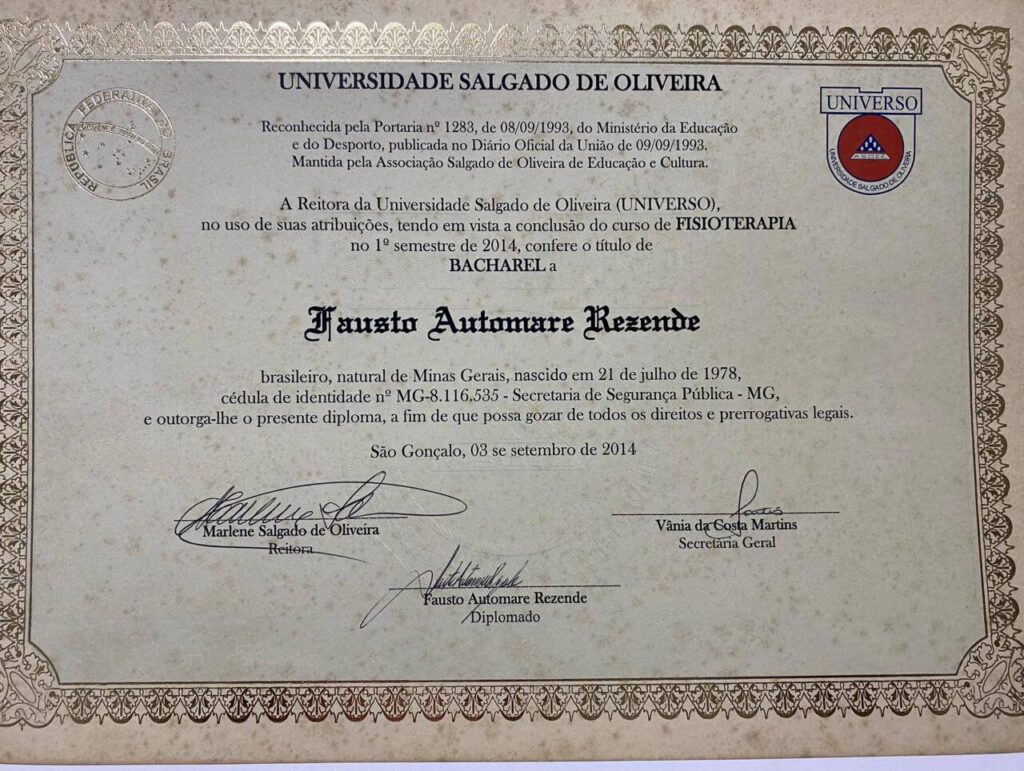 UNIVERSIDADE SALGADO DE OLIVEIRA
REPÚBLICA FEDERATIVA DO BRASIL
UNIVERSO
ASOEC
UNIVERSIDADE SALGADO DE OLIVEIRA
Reconhecida pela Portaria nº 1283, de 08/09/1993, do Ministério da Educação
e do Desporto, publicada no Diário Oficial da União de 09/09/1993.
Mantida pela Associação Salgado de Oliveira de Educação e Cultura.
A Reitora da Universidade Salgado de Oliveira (UNIVERSO),
no uso de suas atribuições, tendo em vista a conclusão do curso de FISIOTERAPIA
no 1º semestre de 2014, confere o título de
BACHAREL a
Fausto Automare Rezende
brasileiro, natural de Minas Gerais, nascido em 21 de julho de 1978,
cédula de identidade nº MG-8.116.535 - Secretaria de Segurança Pública - MG,
e outorga-lhe o presente diploma, a fim de que possa gozar de todos os direitos e prerrogativas legais.
São Gonçalo, 03 se setembro de 2014
Marlene Salgado de Oliveira
Reitora
Vânia da Costa Martins
Secretária Geral
Fausto Automare Rezende
Diplomado